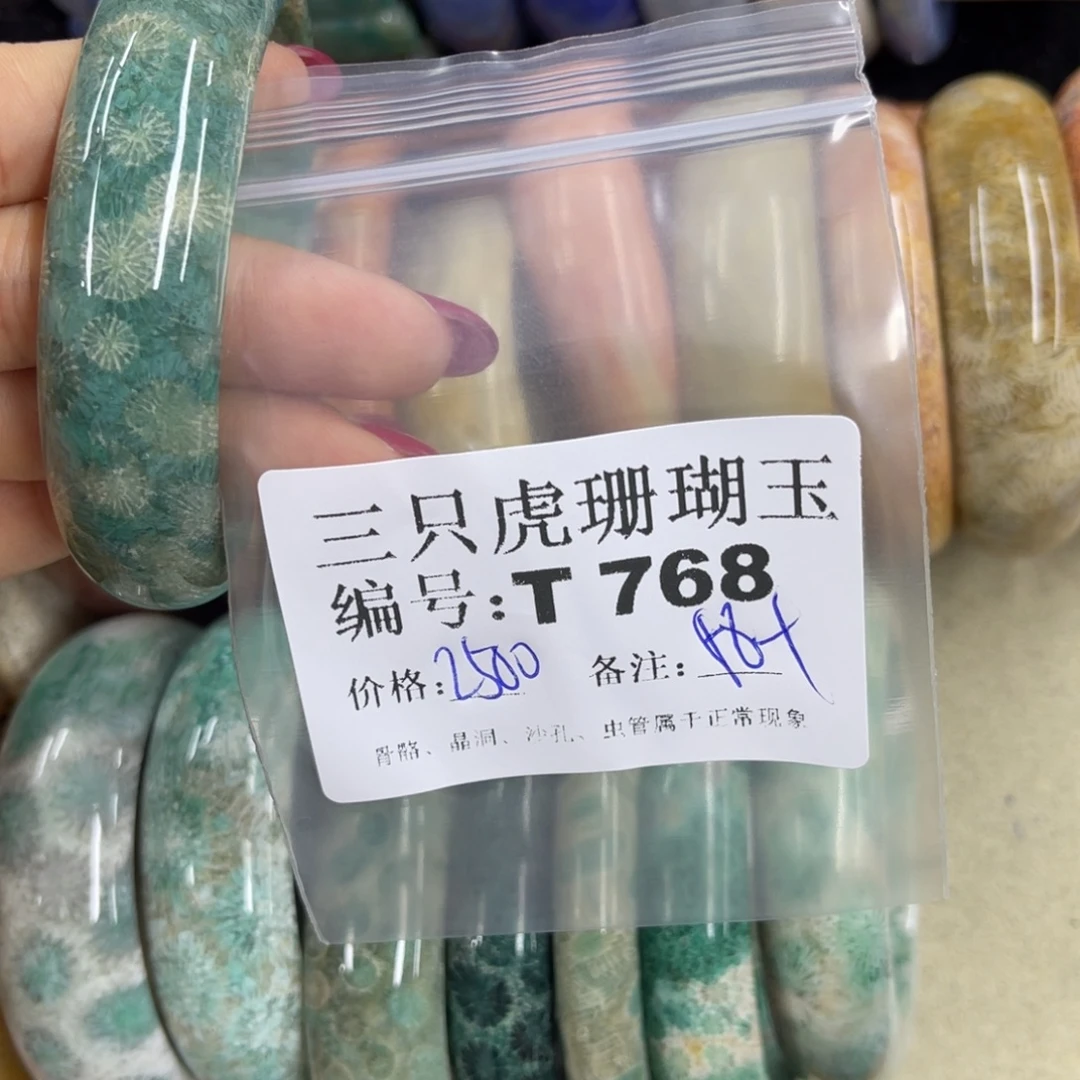 三只虎珊瑚玉
编号:T 768
价格:2500 备注:
骨骼、晶洞、沙孔、虫管属于正常现象